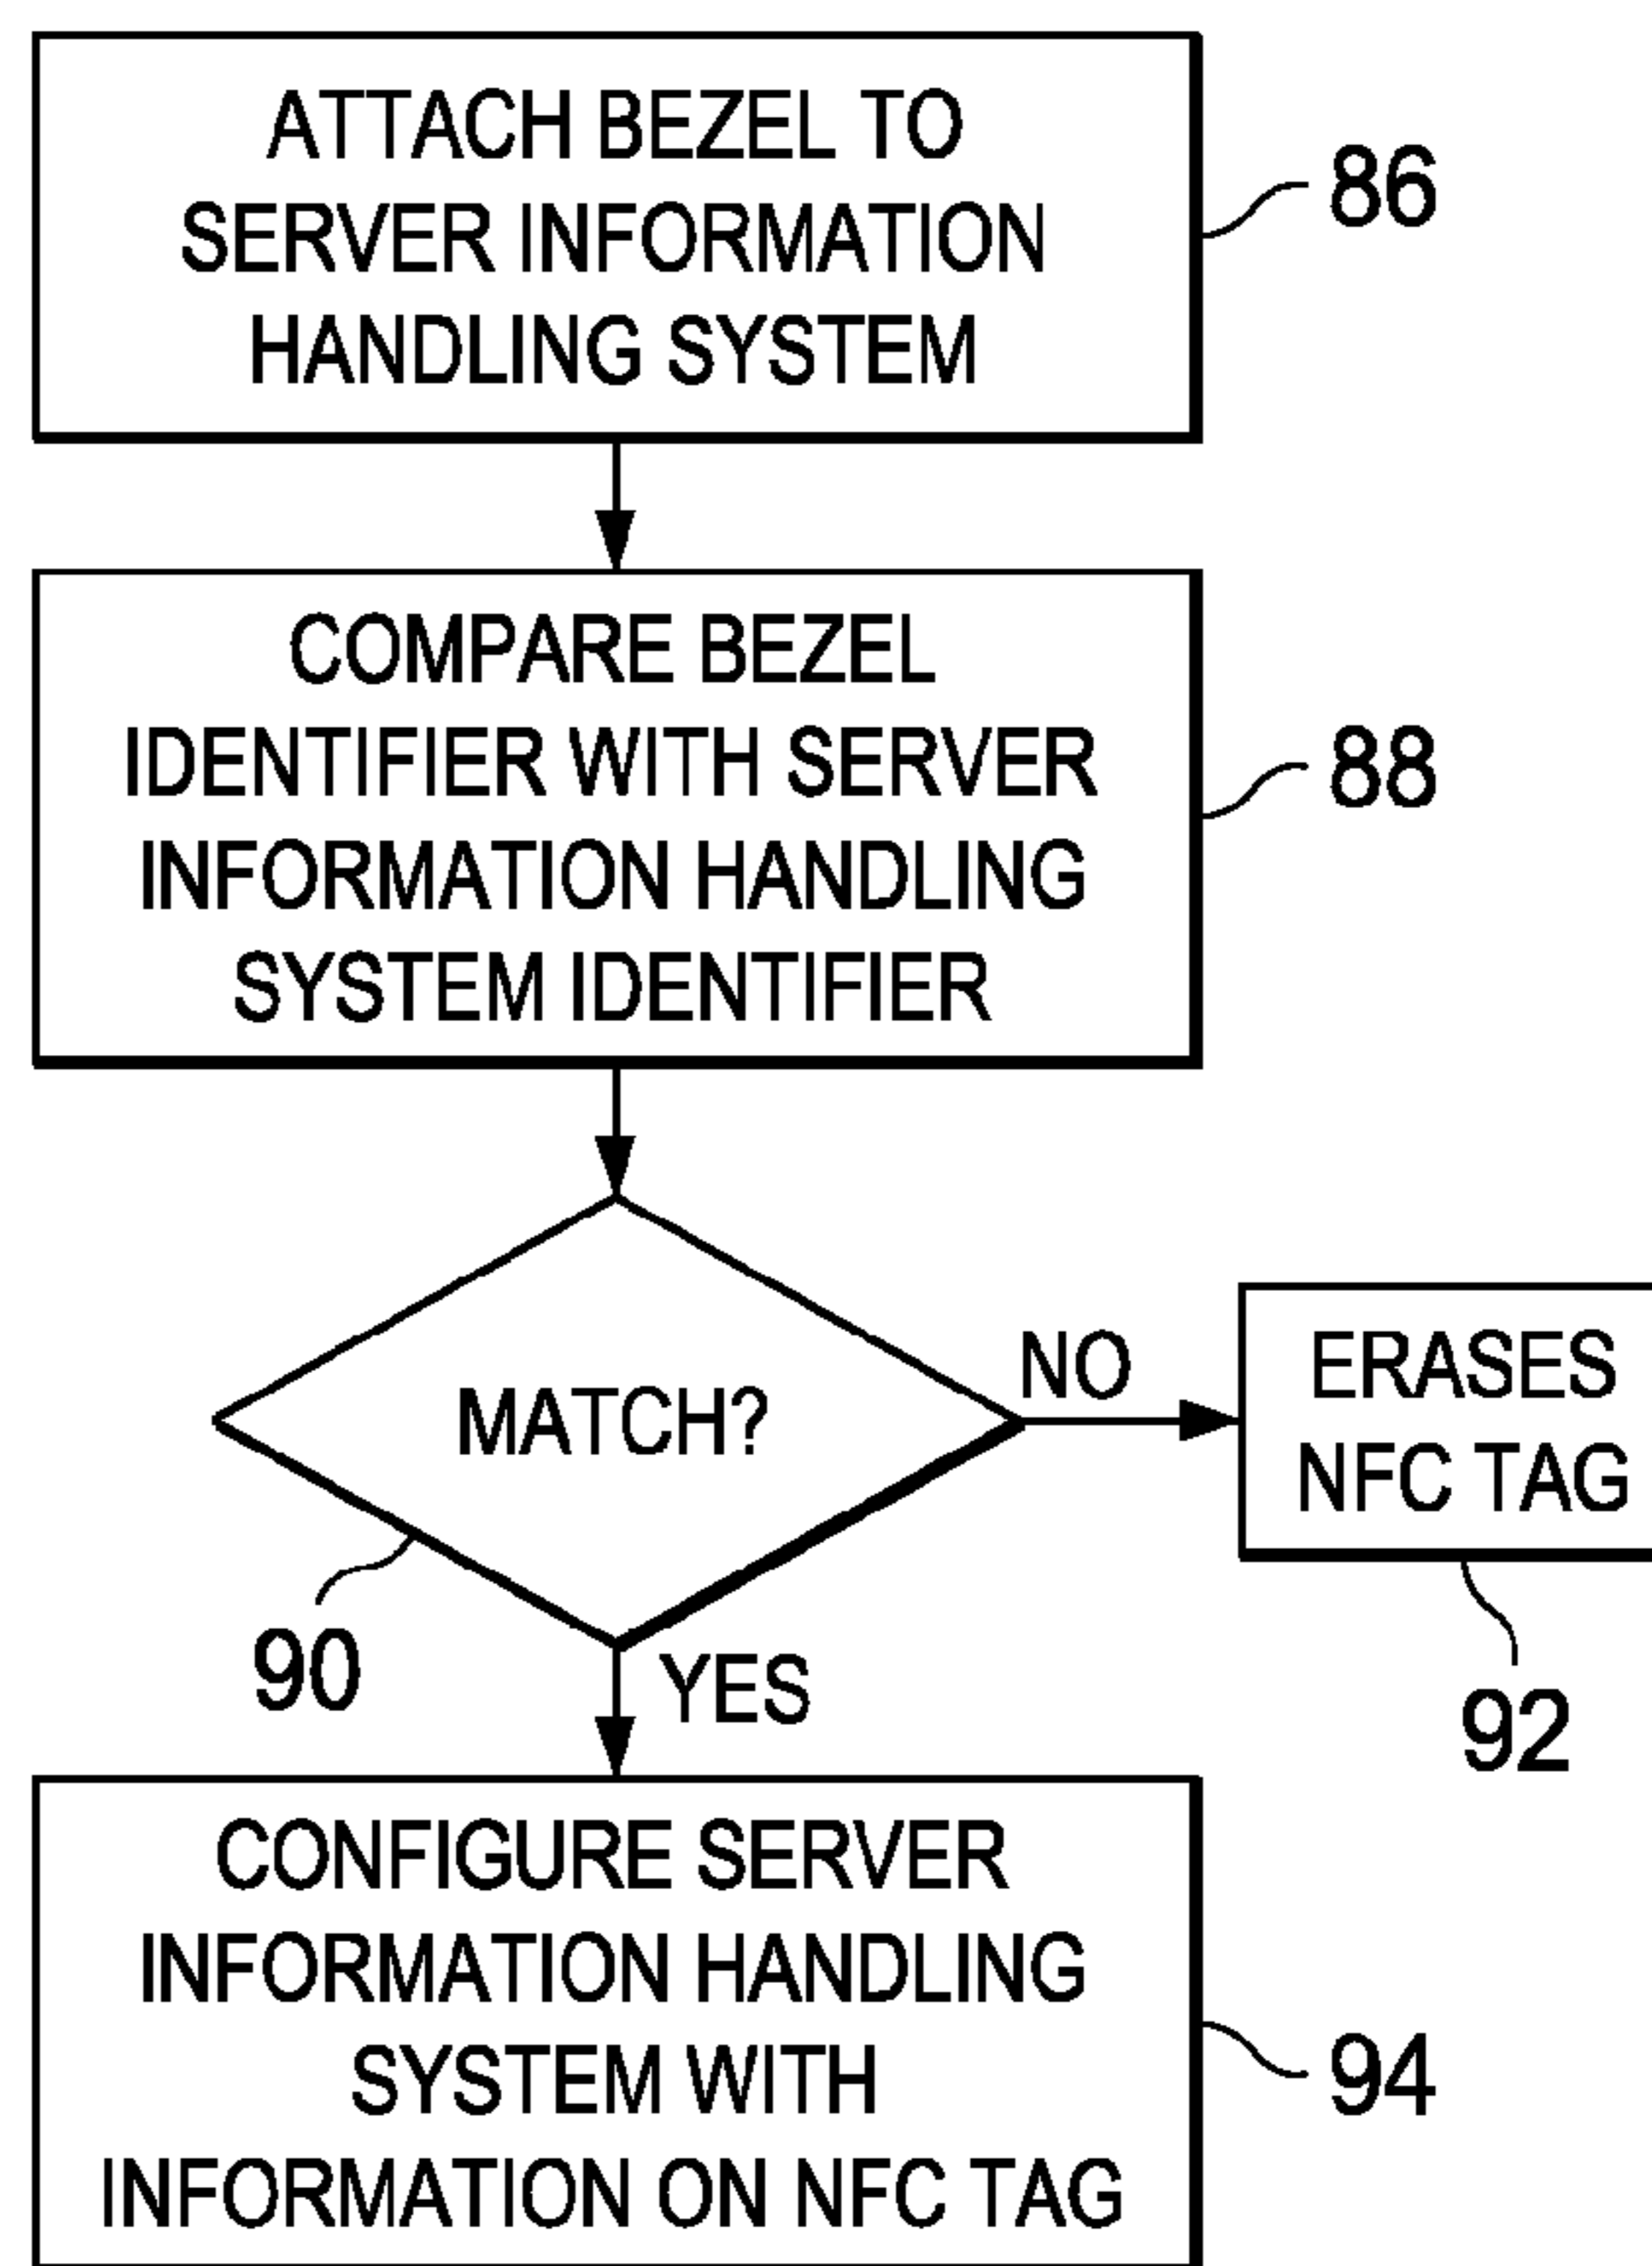 ATTACH BEZEL TO
SERVER INFORMATION
HANDLING SYSTEM
86
COMPARE BEZEL
IDENTIFIER WITH SERVER
INFORMATION HANDLING
SYSTEM IDENTIFIER
88
MATCH?
90
NO
ERASES
NFC TAG
92
YES
CONFIGURE SERVER
INFORMATION HANDLING
SYSTEM WITH
INFORMATION ON NFC TAG
94